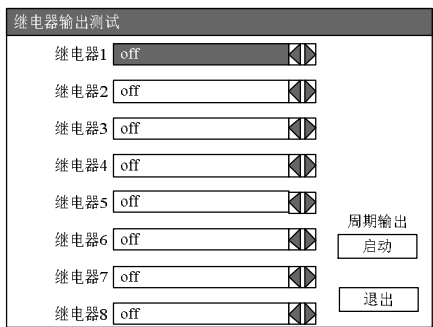 继电器输出测试
继电器1 off
继电器2 off
继电器3 off
继电器4 off
继电器5 off
周期输出
继电器6 off
启动
继电器7 off
退出
继电器8 off